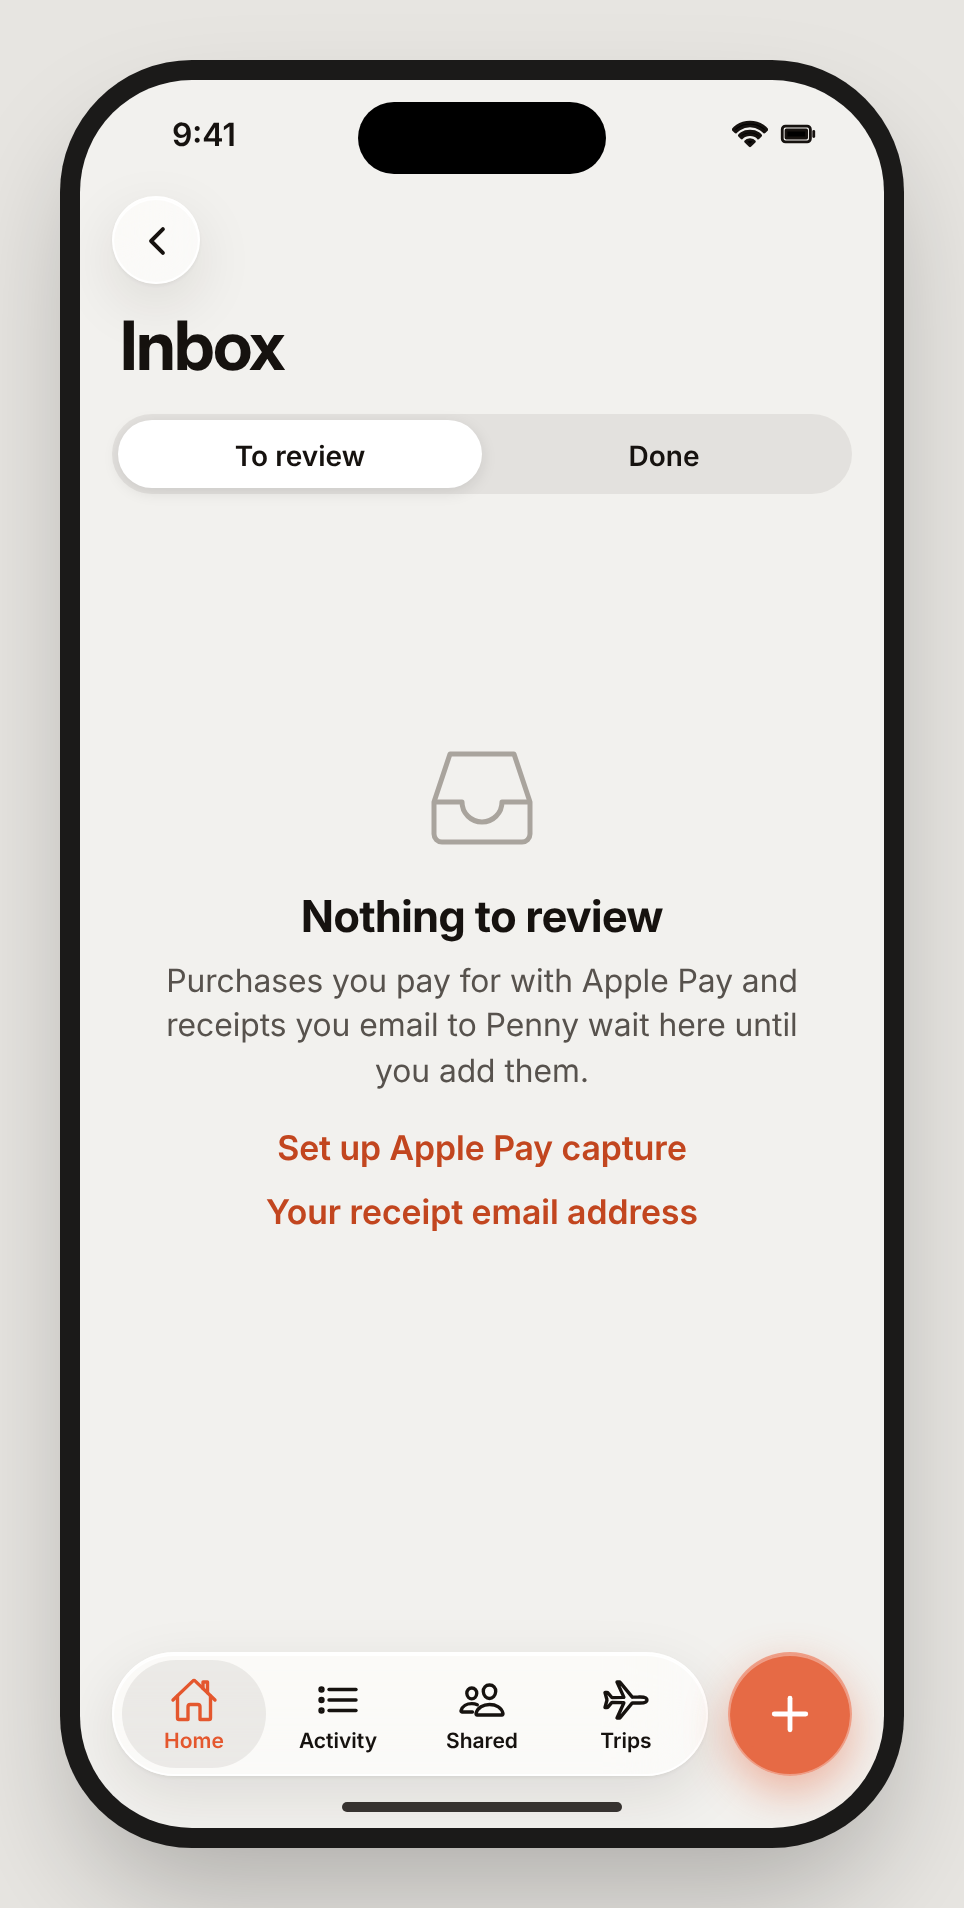 9:41
Inbox
To review
Done
Nothing to review
Purchases you pay for with Apple Pay and
receipts you email to Penny wait here until
you add them.
Set up Apple Pay capture
Your receipt email address
Home
Activity
Shared
Trips